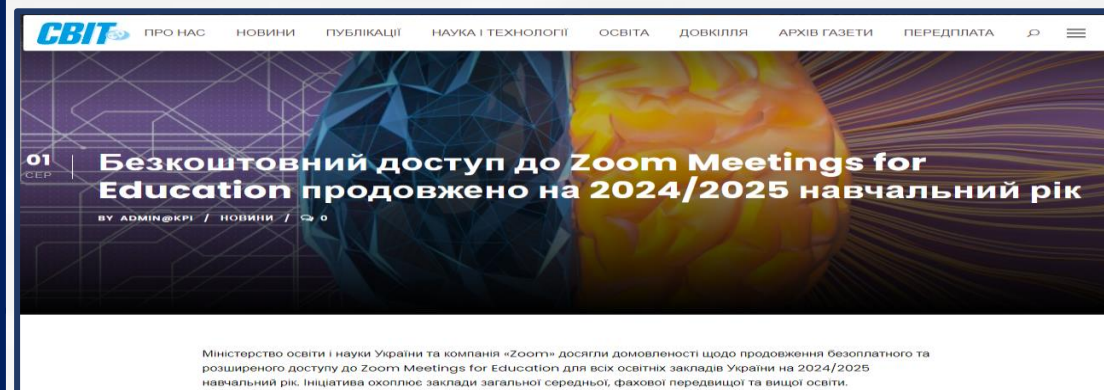 СВІТ ПРО НАС НОВИНИ ПУБЛІКАЦІЇ НАУКА І ТЕХНОЛОГІЇ ОСВІТА ДОВКІЛЛЯ АРХІВ ГАЗЕТИ ПЕРЕДПЛАТА
01
СЕР
Безкоштовний доступ до Zoom Meetings for
Education продовжено на 2024/2025 навчальний рік
BY ADMIN@KPI / НОВИНИ / 0
Міністерство освіти і науки України та компанія «Zoom» досягли домовленості щодо продовження безоплатного та
розширеного доступу до Zoom Meetings for Education для всіх освітніх закладів України на 2024/2025
навчальний рік. Ініціатива охоплює заклади загальної середньої, фахової передвищої та вищої освіти.